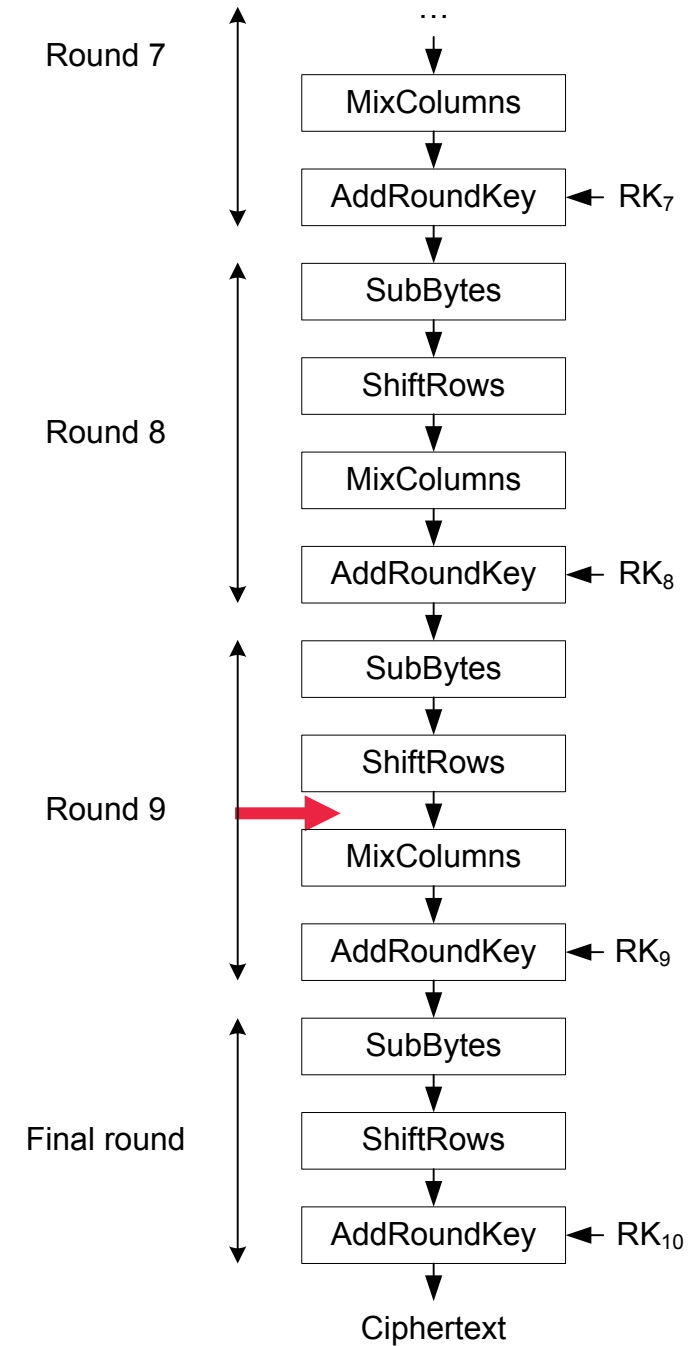 ...
Round 7
MixColumns
AddRoundKey RK₇
SubBytes
ShiftRows
Round 8
MixColumns
AddRoundKey RK₈
SubBytes
ShiftRows
Round 9
MixColumns
AddRoundKey RK₉
SubBytes
Final round
ShiftRows
AddRoundKey RK₁₀
Ciphertext